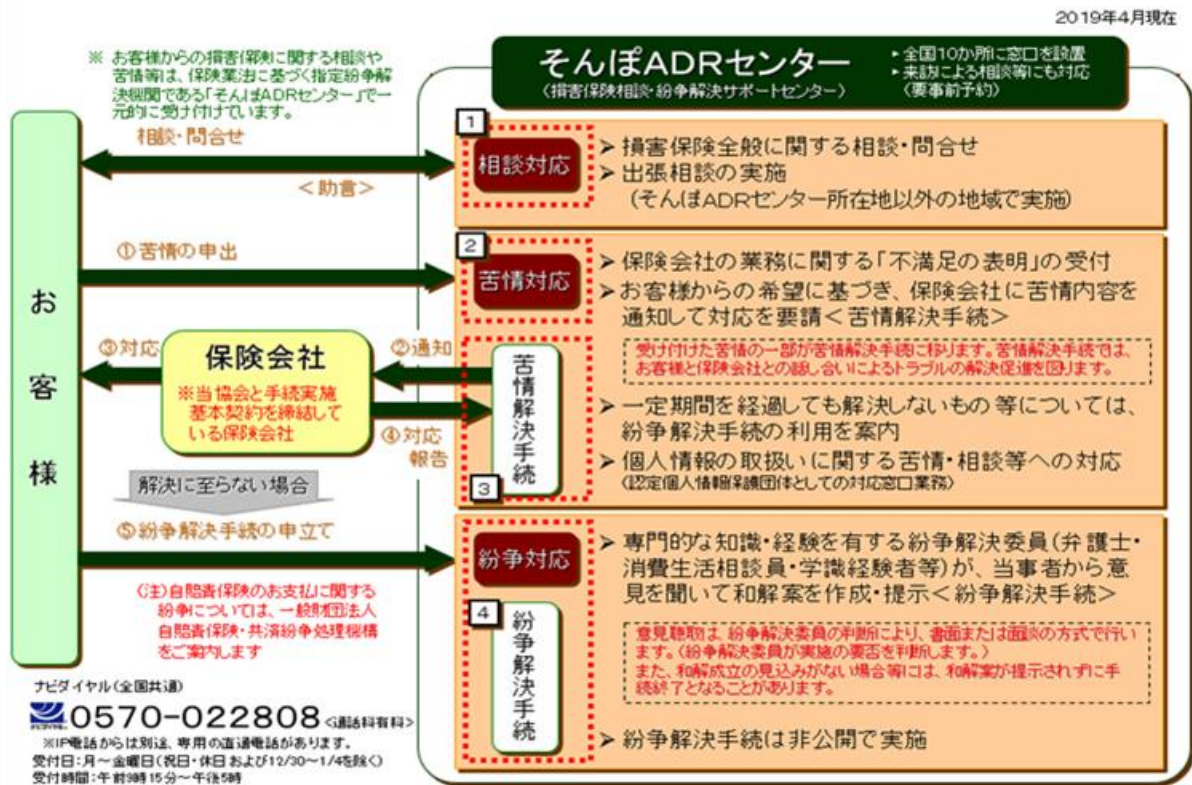 2019年4月現在
※ お客様からの損害保険に関する相談や
苦情等は、保険業法に基づく指定紛争解
決機関である「そんぽADRセンター」で一
元的に受け付けています。
そんぽADRセンター
(損害保険相談・紛争解決サポートセンター)
▸全国10か所に窓口を設置
▸来訪による相談等にも対応
(要事前予約)
お客様
相談・問合せ
<助言>
1
相談対応
➢ 損害保険全般に関する相談・問合せ
➢ 出張相談の実施
(そんぽADRセンター所在地以外の地域で実施)
①苦情の申出
2
苦情対応
➢ 保険会社の業務に関する「不満足の表明」の受付
➢ お客様からの希望に基づき、保険会社に苦情内容を
通知して対応を要請<苦情解決手続>
受け付けた苦情の一部が苦情解決手続に移ります。苦情解決手続では、
お客様と保険会社との話し合いによるトラブルの解決促進を図ります。
③対応
保険会社
※当協会と手続実施
基本契約を締結して
いる保険会社
②通知
④対応
報告
苦情解決手続
3
➢ 一定期間を経過しても解決しないもの等については、
紛争解決手続の利用を案内
➢ 個人情報の取扱いに関する苦情・相談等への対応
(認定個人情報保護団体としての対応窓口業務)
解決に至らない場合
⑤紛争解決手続の申立て
紛争対応
4
紛争解決手続
➢ 専門的な知識・経験を有する紛争解決委員(弁護士・
消費生活相談員・学識経験者等)が、当事者から意
見を聞いて和解案を作成・提示<紛争解決手続>
意見聴取は、紛争解決委員の判断により、書面または面談の方式で行い
ます。(紛争解決委員が実施の要否を判断します。)
また、和解成立の見込みがない場合等には、和解案が提示されずに手
続終了となることがあります。
➢ 紛争解決手続は非公開で実施
(注)自賠責保険のお支払に関する
紛争については、一般財団法人
自賠責保険・共済紛争処理機構
をご案内します
ナビダイヤル(全国共通)
0570-022808<通話料有料>
※IP電話からは別途、専用の直通電話があります。
受付日:月~金曜日(祝日・休日および12/30~1/4を除く)
受付時間:午前9時15分~午後5時